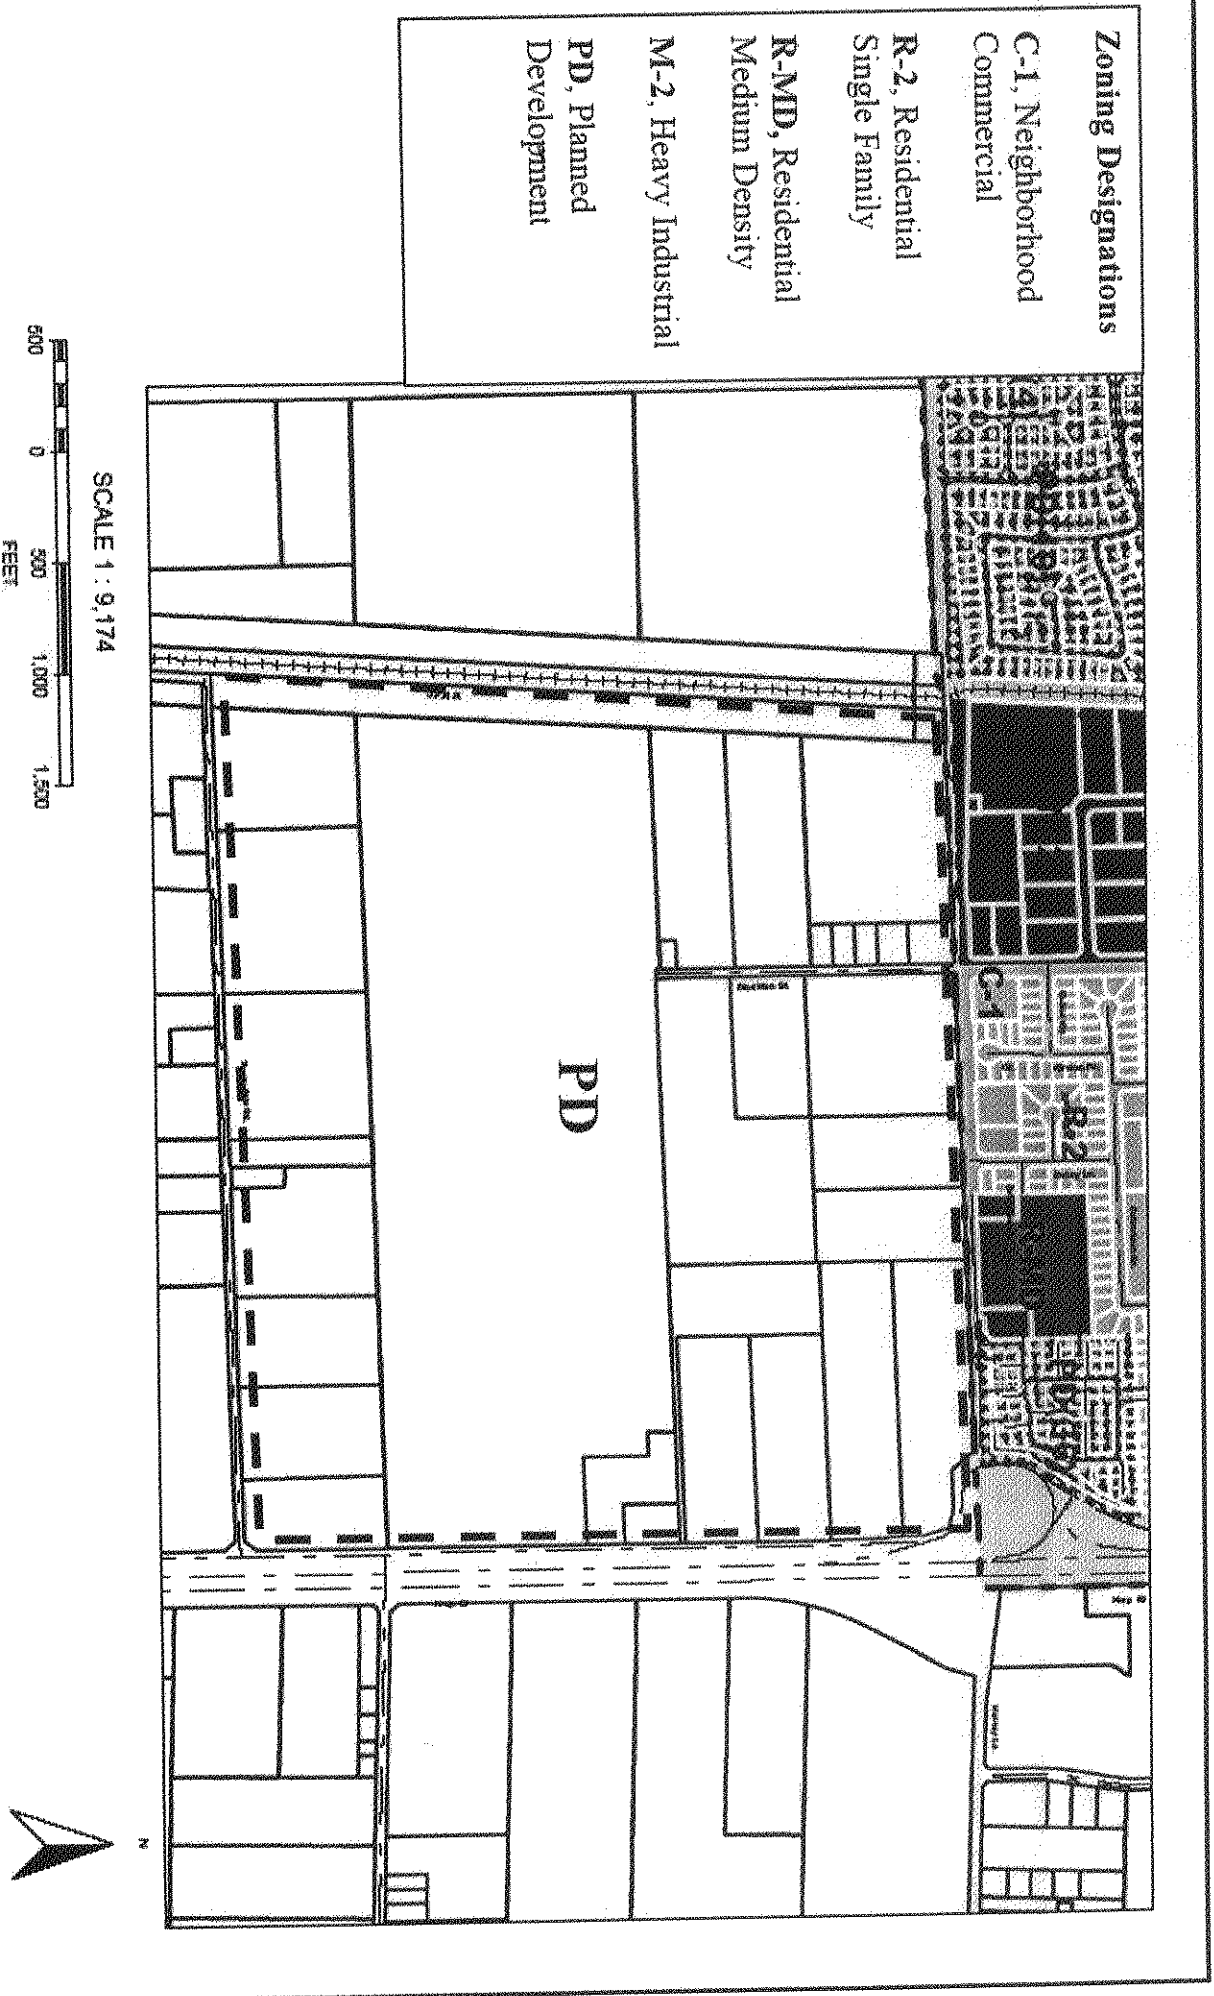 Zoning Designations
C-1, Neighborhood
Commercial
R-2, Residential
Single Family
R-MD, Residential
Medium Density
M-2, Heavy Industrial
PD, Planned
Development
C-1
R-2
R-MD
PD
SCALE 1 : 9,174
500 0 500 1,000 1,500
FEET
N